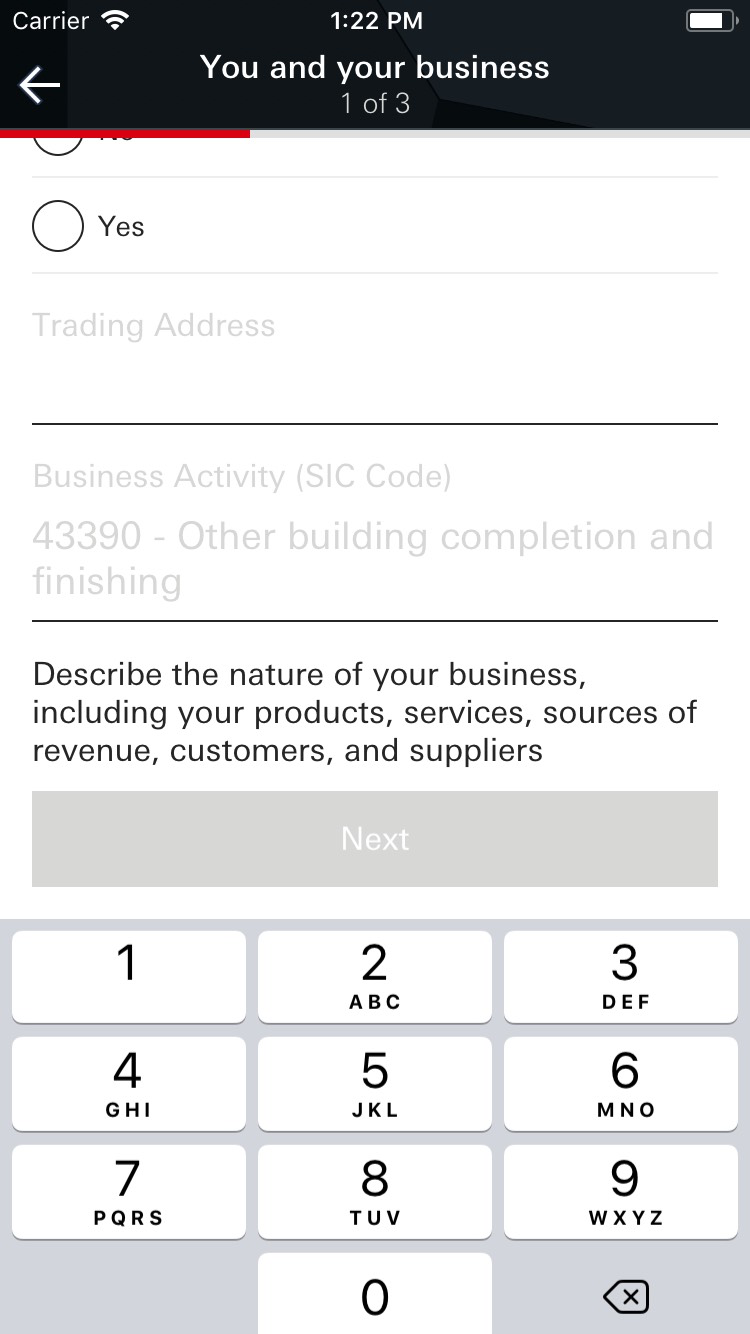 Carrier 1:22 PM
You and your business
1 of 3
No
Yes
Trading Address
Business Activity (SIC Code)
43390 - Other building completion and
finishing
Describe the nature of your business,
including your products, services, sources of
revenue, customers, and suppliers
Next
1 2 3
ABC DEF
4 5 6
GHI JKL MNO
7 8 9
PQRS TUV WXYZ
0